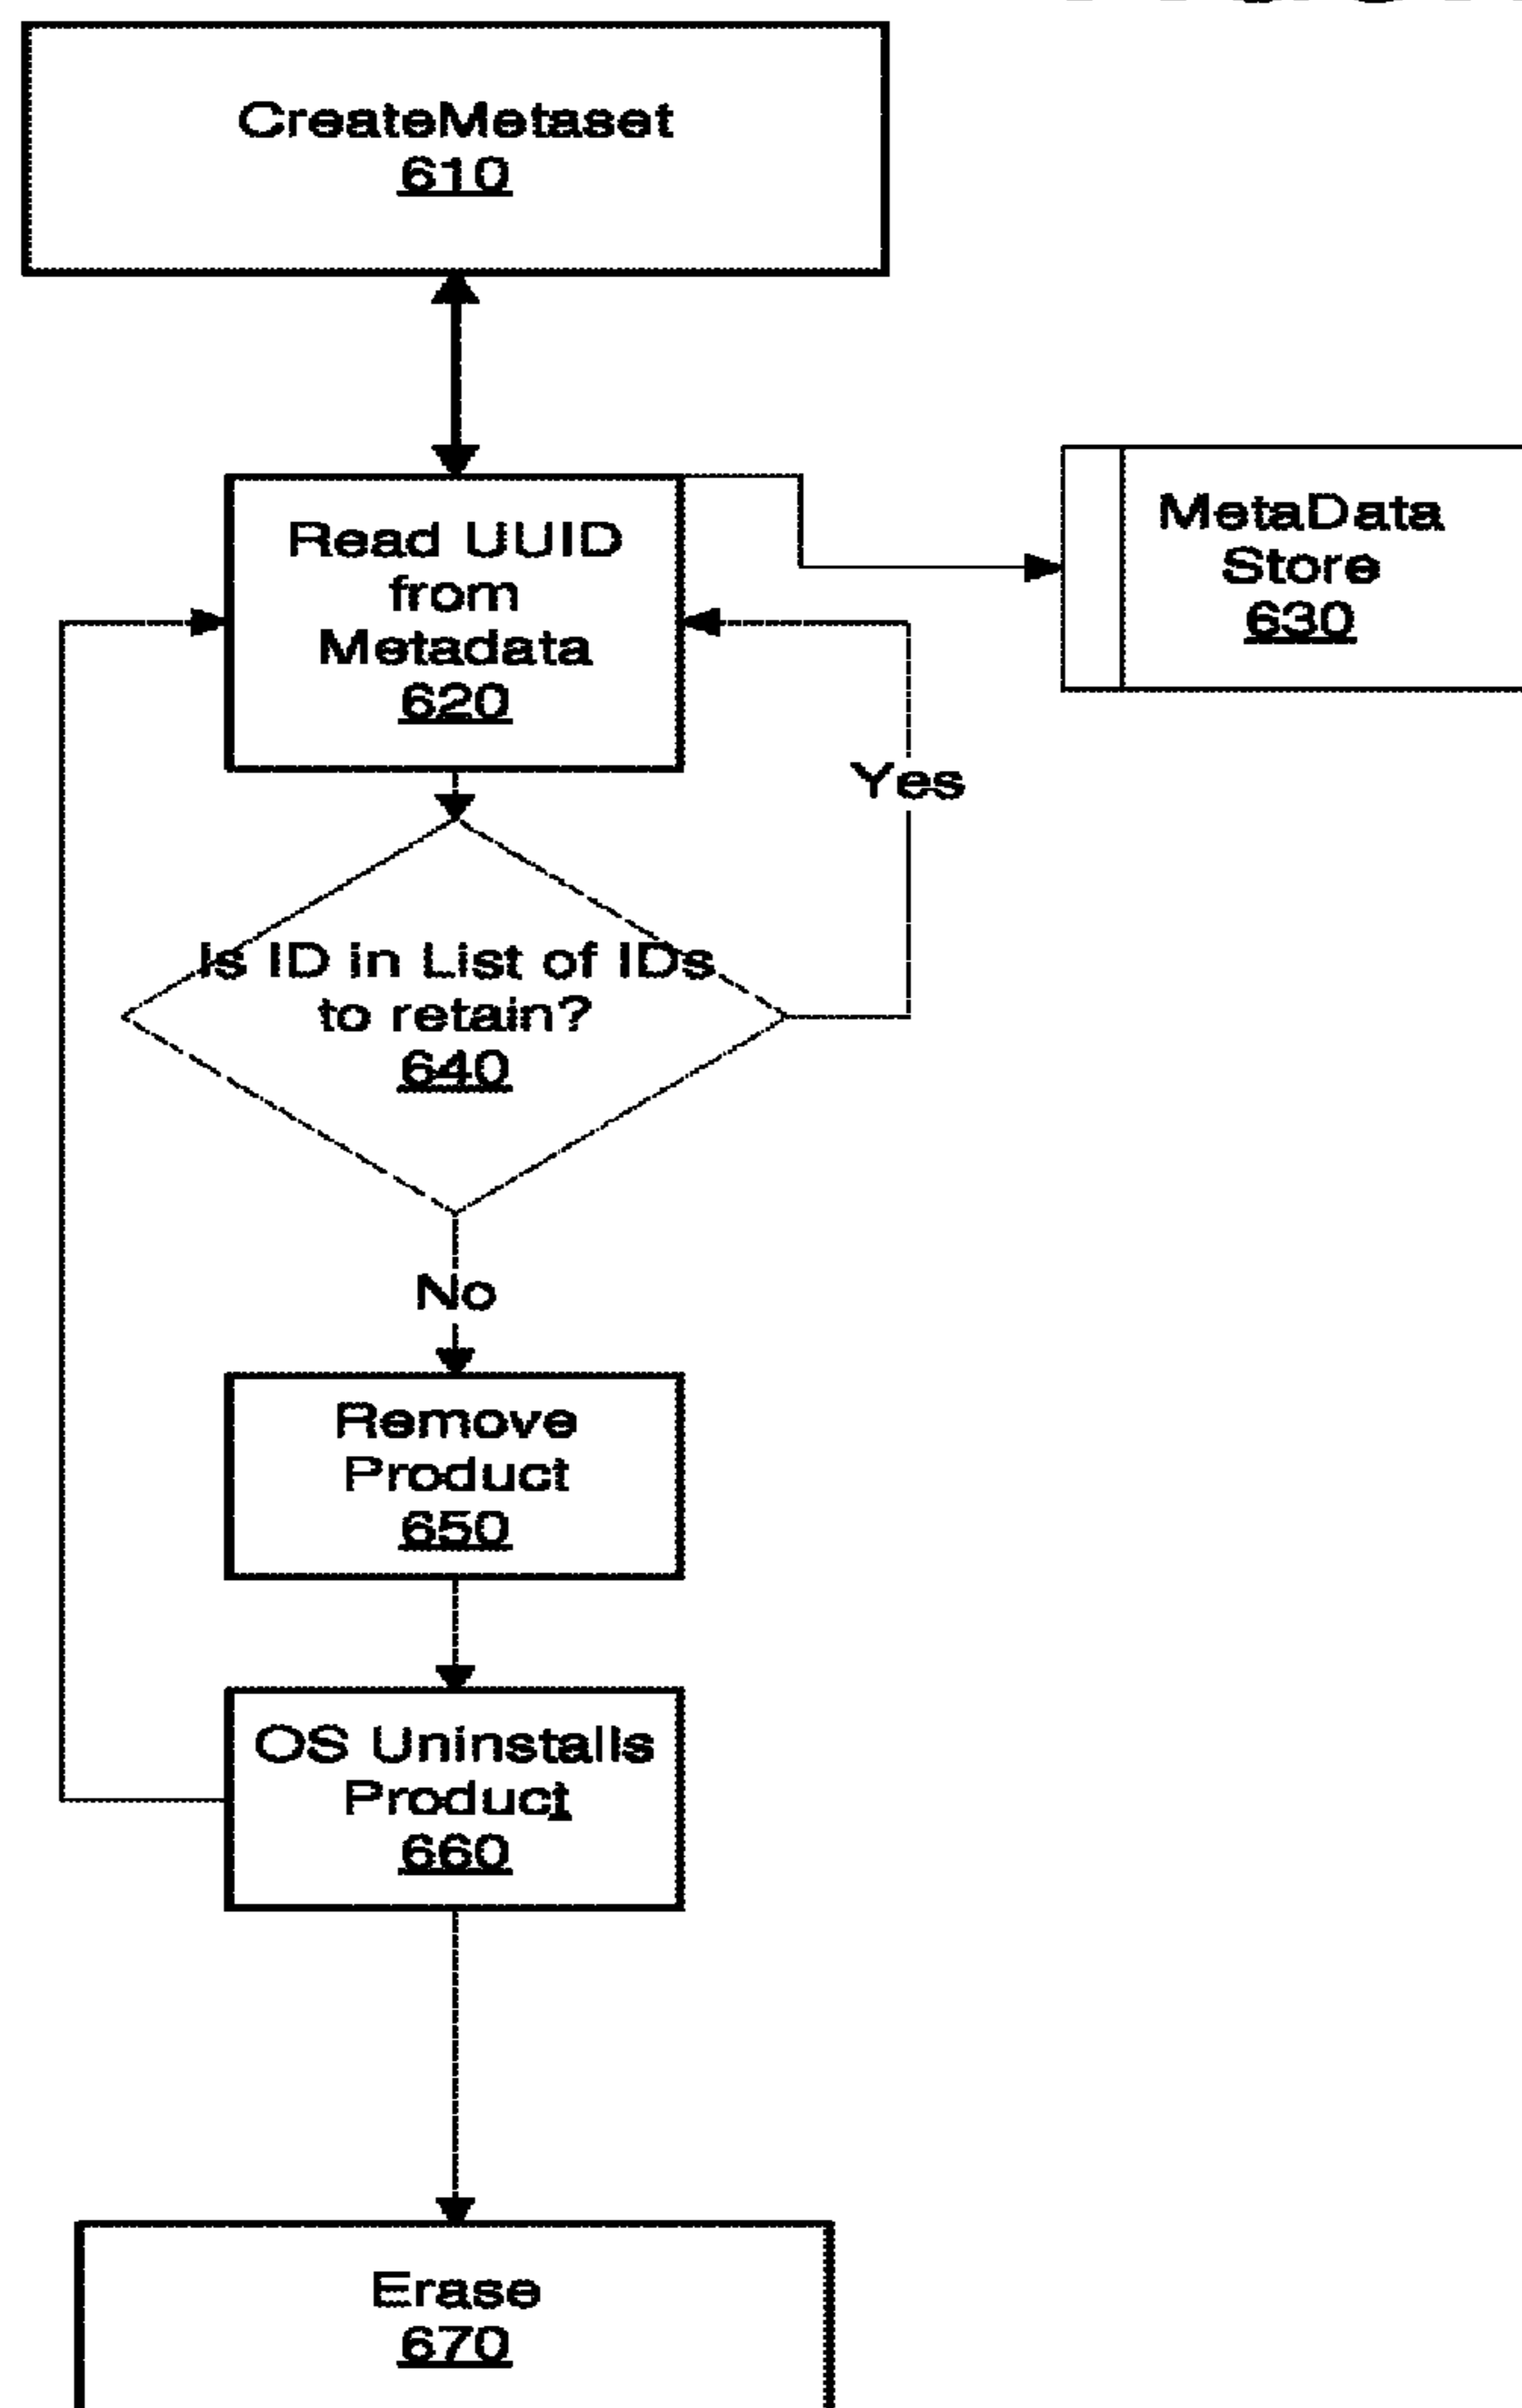 CreateMetaset
610
Read UUID
from
Metadata
620
MetaData
Store
630
Yes
Is ID in List of IDs
to retain?
640
No
Remove
Product
650
OS Uninstalls
Product
660
Erase
670